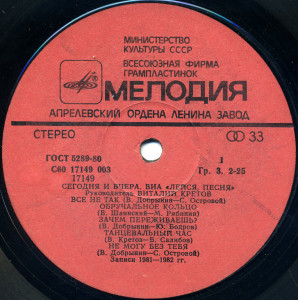 МИНИСТЕРСТВО
КУЛЬТУРЫ СССР
ВСЕСОЮЗНАЯ ФИРМА
ГРАМПЛАСТИНОК
МЕЛОДИЯ
АПРЕЛЕВСКИЙ ОРДЕНА ЛЕНИНА ЗАВОД
СТЕРЕО 33
ГОСТ 5289-80 1
С60 17149 003 Гр. 3. 2-25
17149
СЕГОДНЯ И ВЧЕРА. ВИА «ЛЕЙСЯ, ПЕСНЯ»
Руководитель ВИТАЛИЙ КРЕТОВ
ВСЕ НЕ ТАК (В. Добрынин—С. Островой)
ОБРУЧАЛЬНОЕ КОЛЬЦО
(В. Шаинский—М. Рябинин)
ЗАЧЕМ ПЕРЕЖИВАЕШЬ?
(В. Добрынин—Ю. Бодров)
ТАНЦЕВАЛЬНЫЙ ЧАС
(В. Кретов—Б. Салибов)
НЕ МОГУ БЕЗ ТЕБЯ
(В. Добрынин—С. Островой)
Записи 1981—1982 гг.